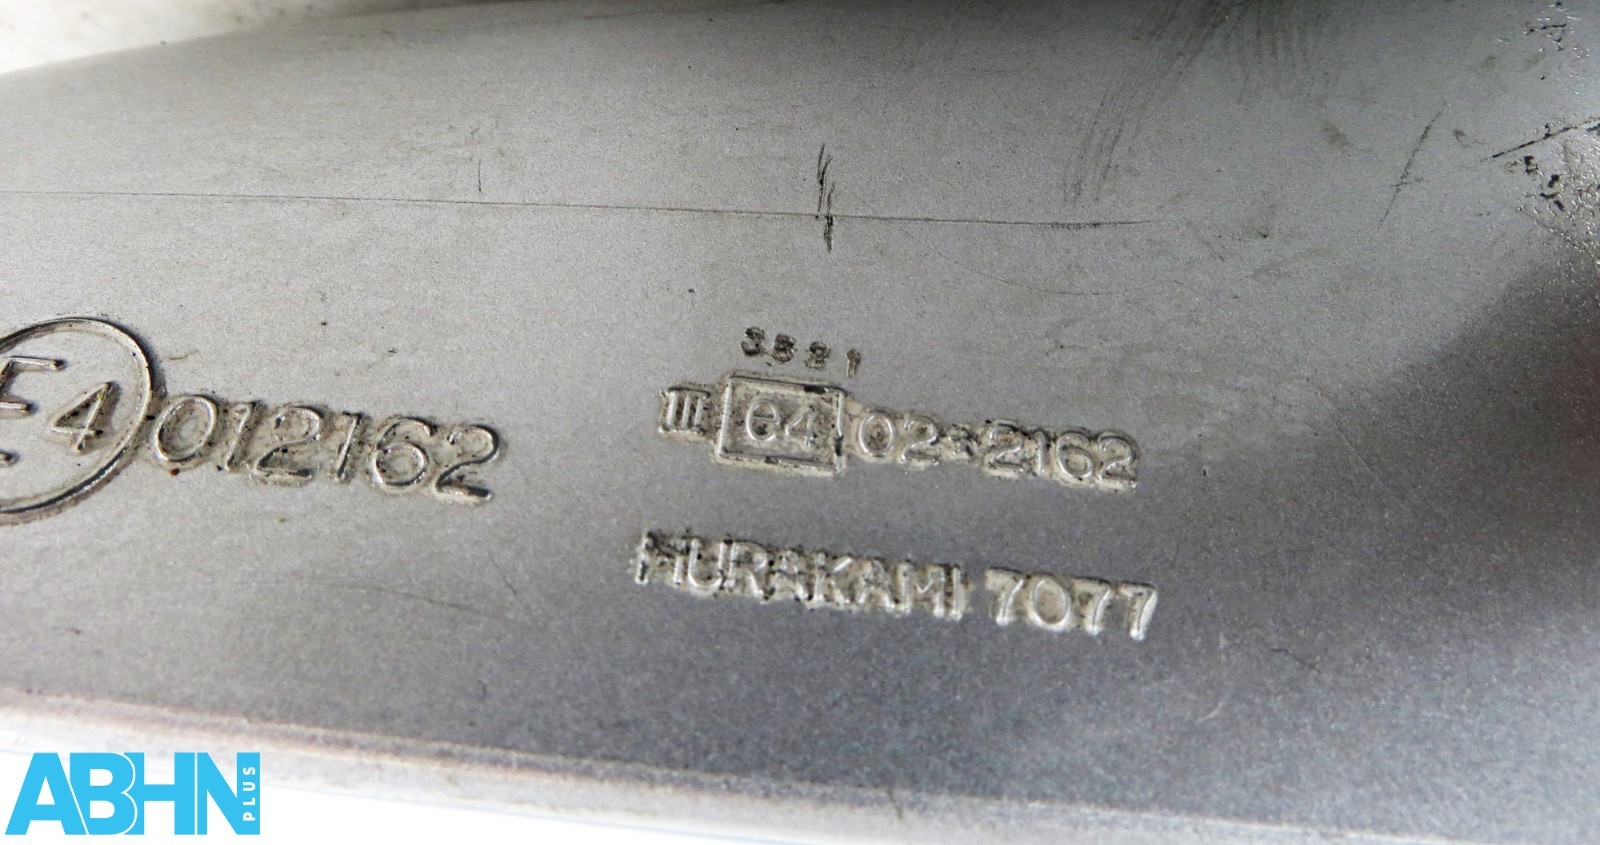 3521
E4 012162
III e4 02*2162
MURAKAMI 7077
ABHN PLUS